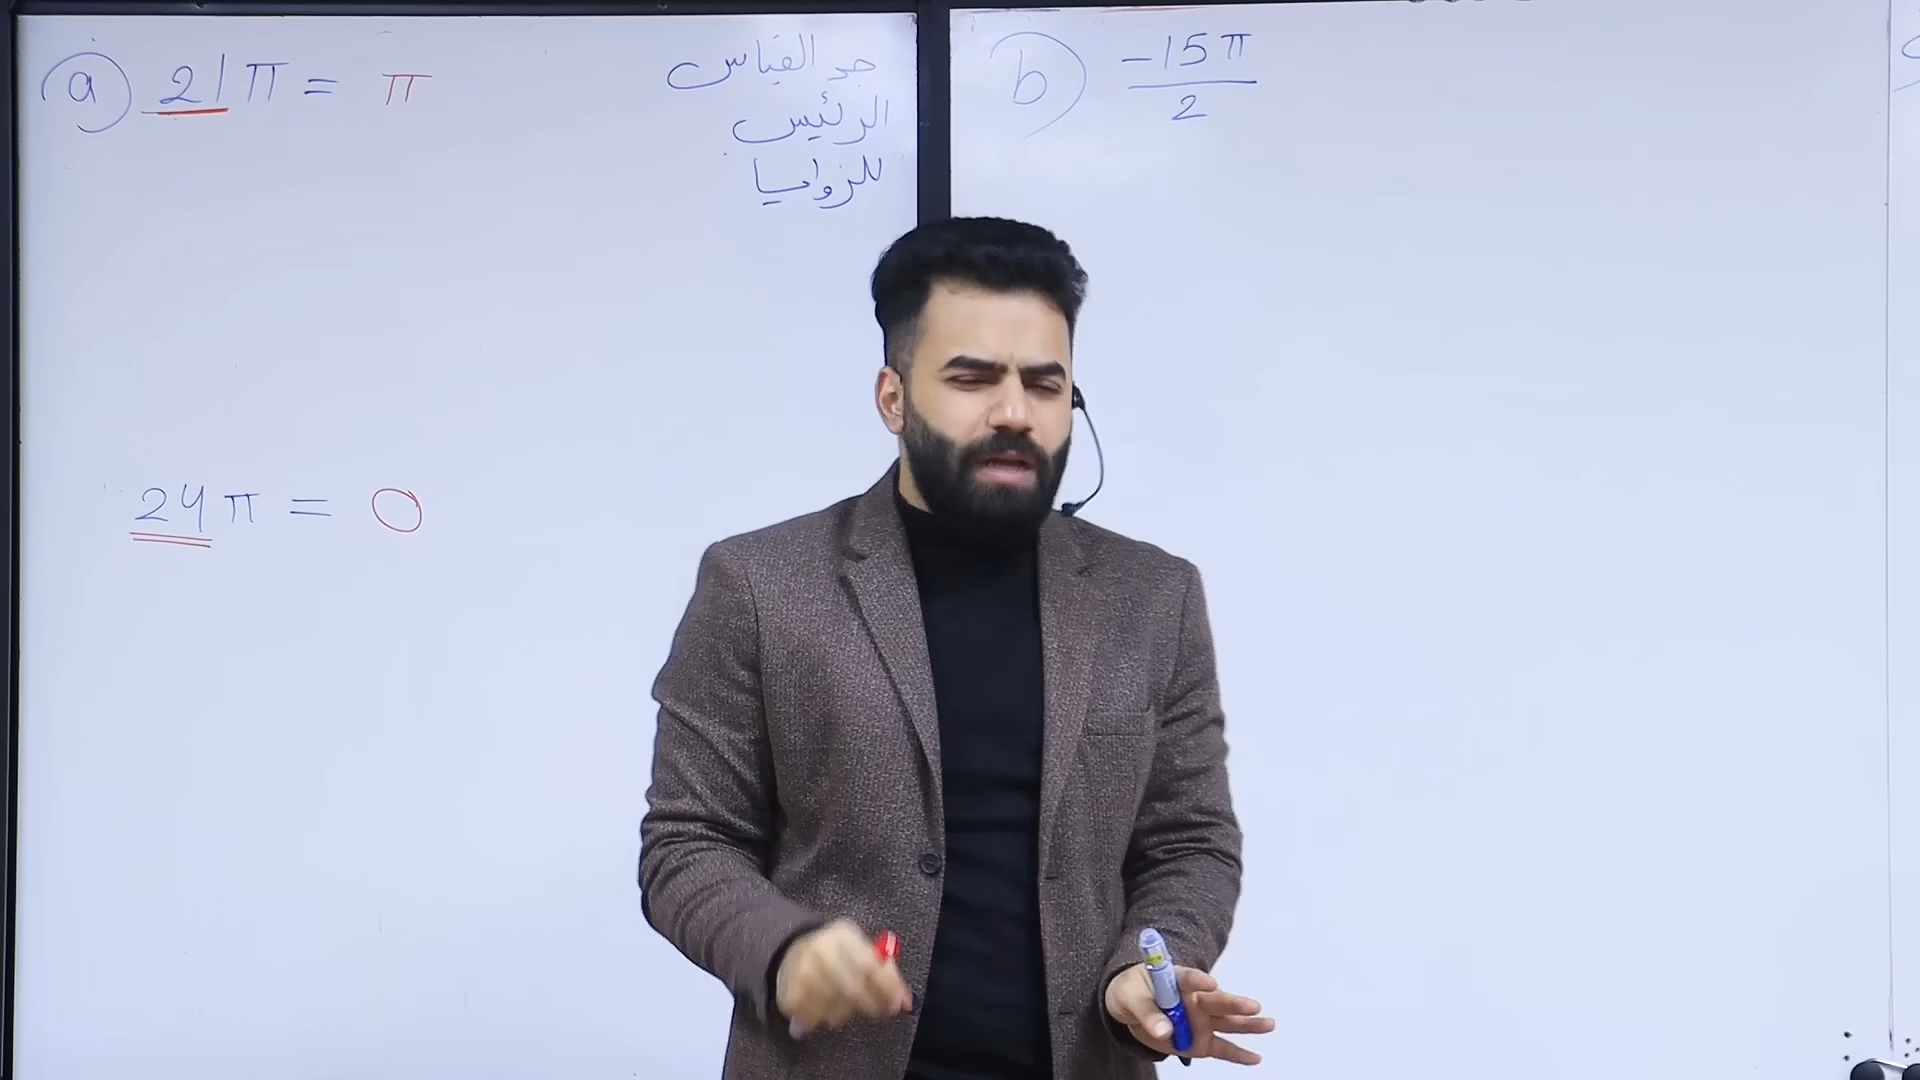 a 21π = π
جد القياس
الرئيس
للزوايا
24π = 0
b -15π
2